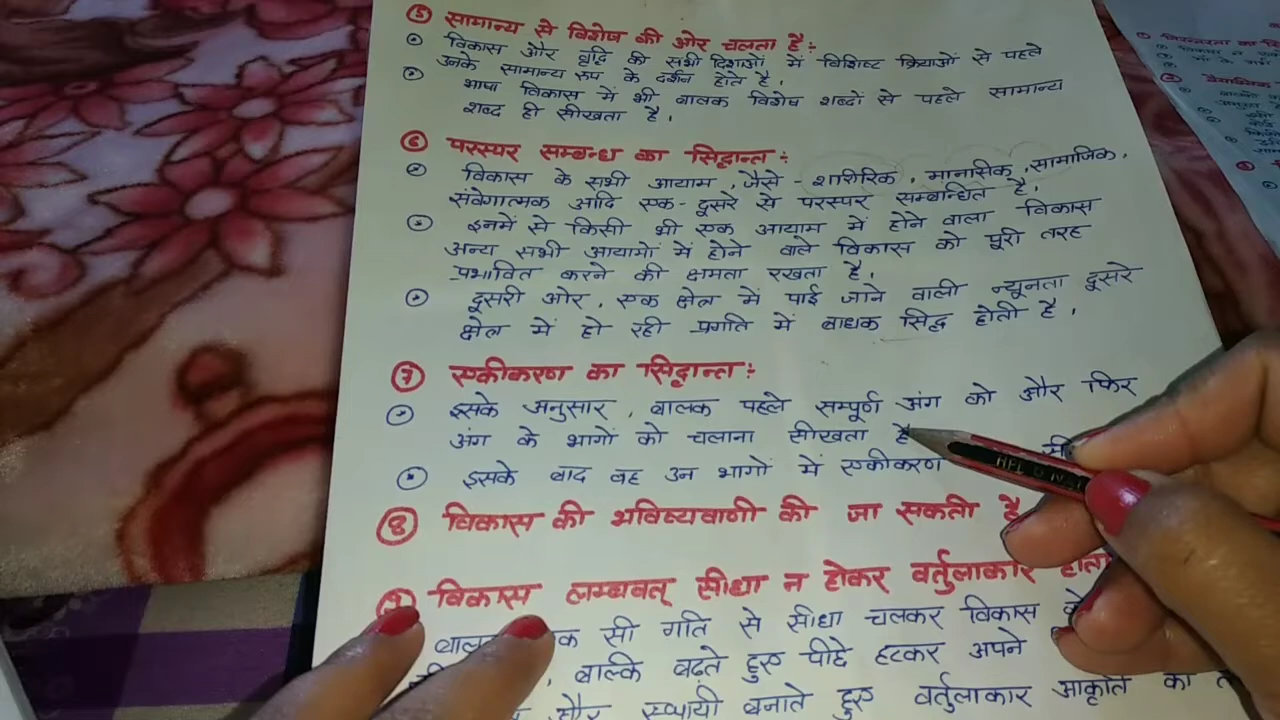 ⑤ सामान्य से विशेष की ओर चलता है :
⊙ विकास और वृद्धि की सभी दिशाओं में विशिष्ट क्रियाओं से पहले
उनके सामान्य रुप के दर्शन होते है .
⊙ भाषा विकास में भी बालक विशेष शब्दों से पहले सामान्य
शब्द ही सीखता है .
⑥ परस्पर सम्बन्ध का सिद्धान्त :
⊙ विकास के सभी आयाम , जैसे - शारीरिक , मानसिक , सामाजिक ,
संवेगात्मक आदि एक - दूसरे से परस्पर सम्बन्धित है .
⊙ इनमें से किसी भी एक आयाम में होने वाला विकास
अन्य सभी आयामों में होने वाले विकास को पूरी तरह
प्रभावित करने की क्षमता रखता है .
⊙ दूसरी ओर , एक क्षेत्र में पाई जाने वाली न्यूनता दूसरे
क्षेत्र में हो रही प्रगति में बाधक सिद्ध होती है .
⑦ एकीकरण का सिद्वान्त :
⊙ इसके अनुसार , बालक पहले सम्पूर्ण अंग को और फिर
अंग के भागों को चलाना सीखता है
⊙ इसके बाद वह उन भागों में एकीकरण
⑧ विकास की भविष्यवाणी की जा सकती है
⑨ विकास लम्बवत् सीधा न होकर वर्तुलाकार होता
सी गति से सीधा चलकर विकास
, बल्कि बढ़ते हुए पीछे हटकर अपने
और स्थायी बनाते हुए वर्तुलाकार आकृति